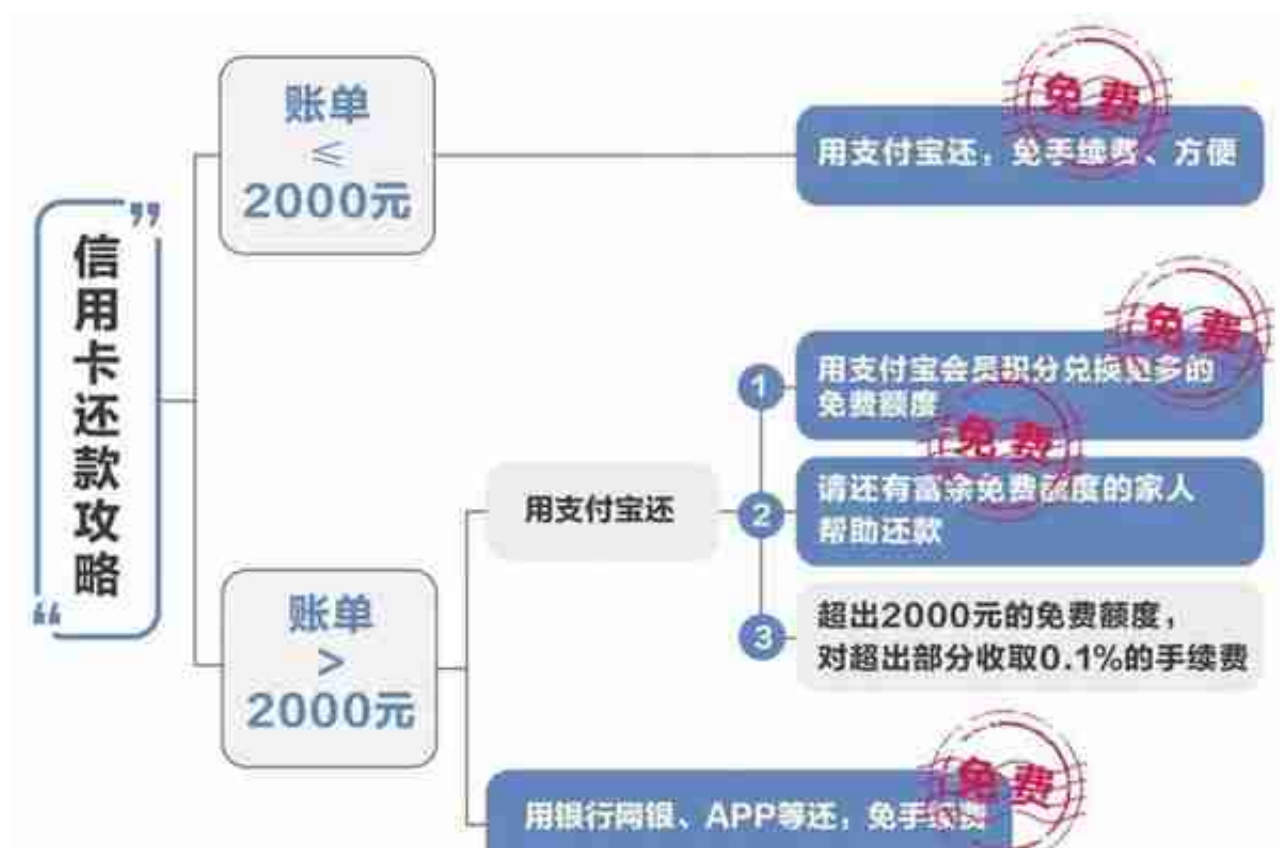 信用卡还款攻略
账单
≤
2000元
免费
用支付宝还，免手续费、方便
账单
>
2000元
用支付宝还
1
免费
用支付宝会员积分兑换更多的
免费额度
2
免费
请还有富余免费额度的家人
帮助还款
3
超出2000元的免费额度，
对超出部分收取0.1%的手续费
免费
用银行网银、APP等还，免手续费